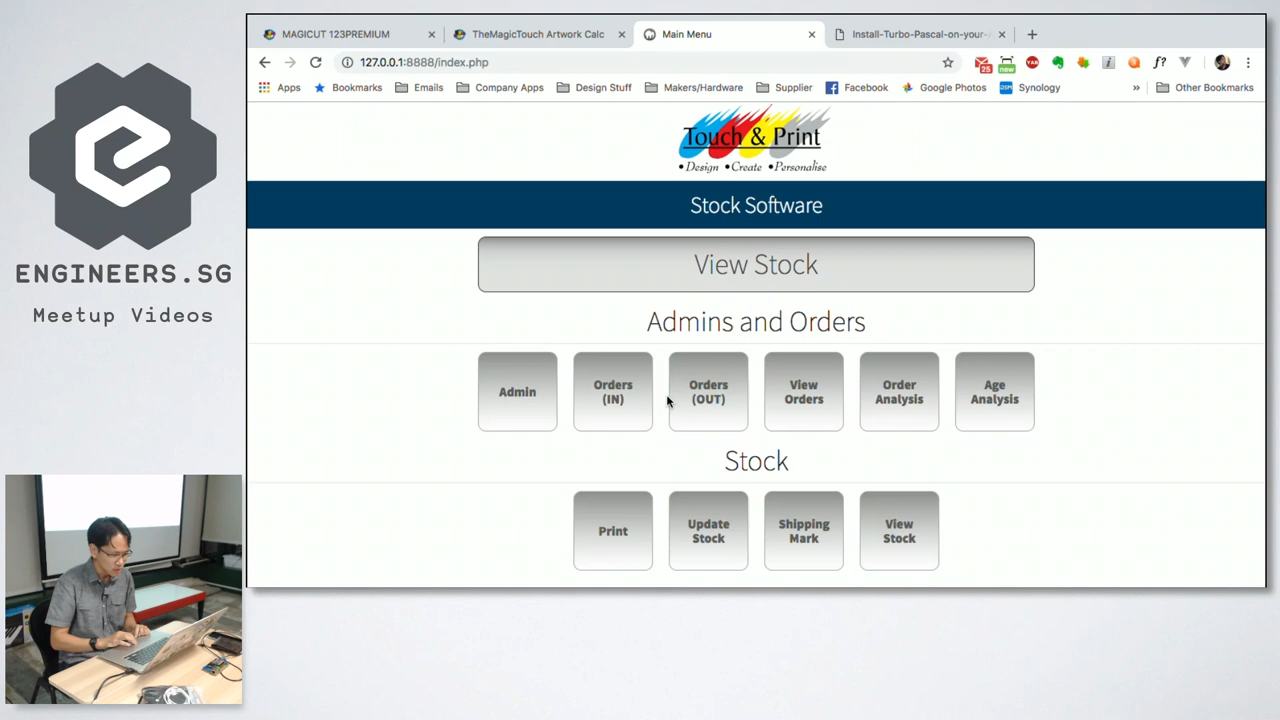 MAGICUT 123PREMIUM
TheMagicTouch Artwork Calc
Main Menu
Install-Turbo-Pascal-on-your-
127.0.0.1:8888/index.php
25
new
f?
Apps
Bookmarks
Emails
Company Apps
Design Stuff
Makers/Hardware
Supplier
Facebook
Google Photos
Synology
»
Other Bookmarks
Touch & Print
•Design •Create •Personalise
Stock Software
View Stock
Admins and Orders
Admin
Orders
(IN)
Orders
(OUT)
View
Orders
Order
Analysis
Age
Analysis
Stock
Print
Update
Stock
Shipping
Mark
View
Stock
ENGINEERS.SG
Meetup Videos